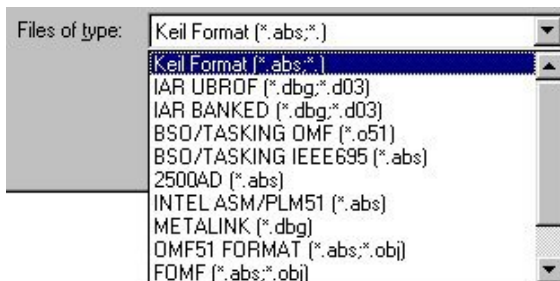 Files of type:
Keil Format (*.abs;*.)
Keil Format (*.abs;*.)
IAR UBROF (*.dbg;*.d03)
IAR BANKED (*.dbg;*.d03)
BSO/TASKING OMF (*.o51)
BSO/TASKING IEEE695 (*.abs)
2500AD (*.abs)
INTEL ASM/PLM51 (*.abs)
METALINK (*.dbg)
OMF51 FORMAT (*.abs;*.obj)
FOMF (*.abs;*.obj)